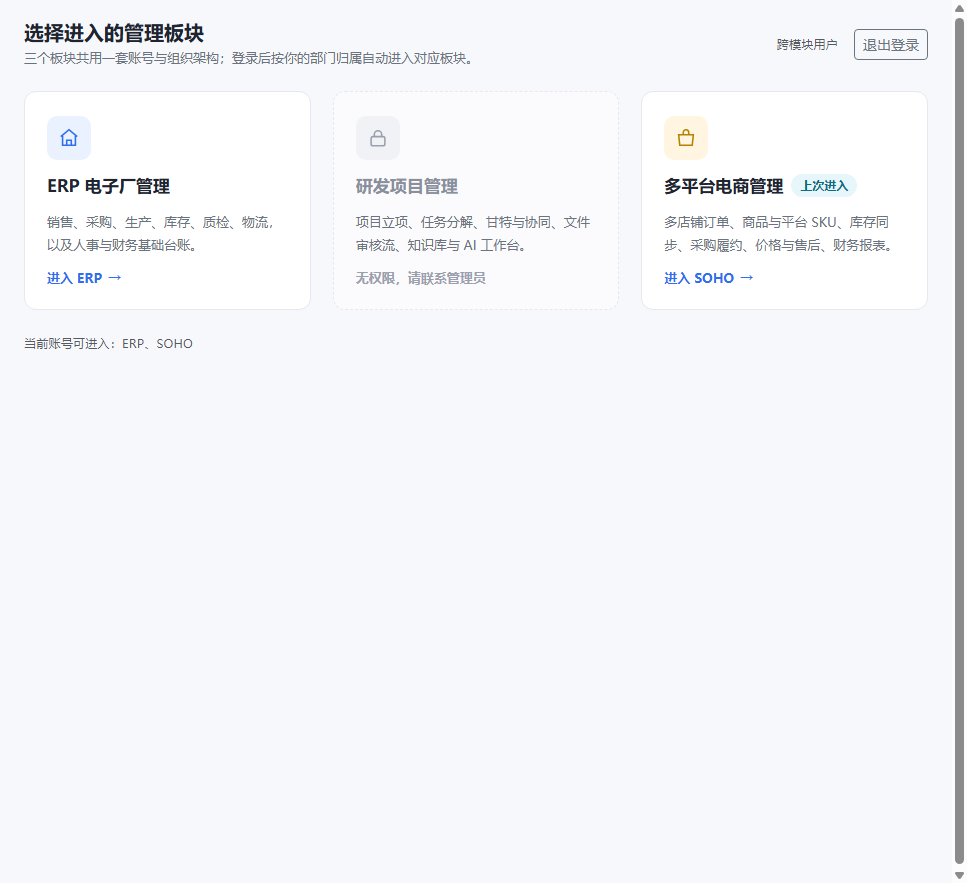 选择进入的管理板块
三个板块共用一套账号与组织架构；登录后按你的部门归属自动进入对应板块。
跨模块用户
退出登录
ERP 电子厂管理
销售、采购、生产、库存、质检、物流，
以及人事与财务基础台账。
进入 ERP →
研发项目管理
项目立项、任务分解、甘特与协同、文件
审核流、知识库与 AI 工作台。
无权限，请联系管理员
多平台电商管理
上次进入
多店铺订单、商品与平台 SKU、库存同
步、采购履约、价格与售后、财务报表。
进入 SOHO →
当前账号可进入：ERP、SOHO